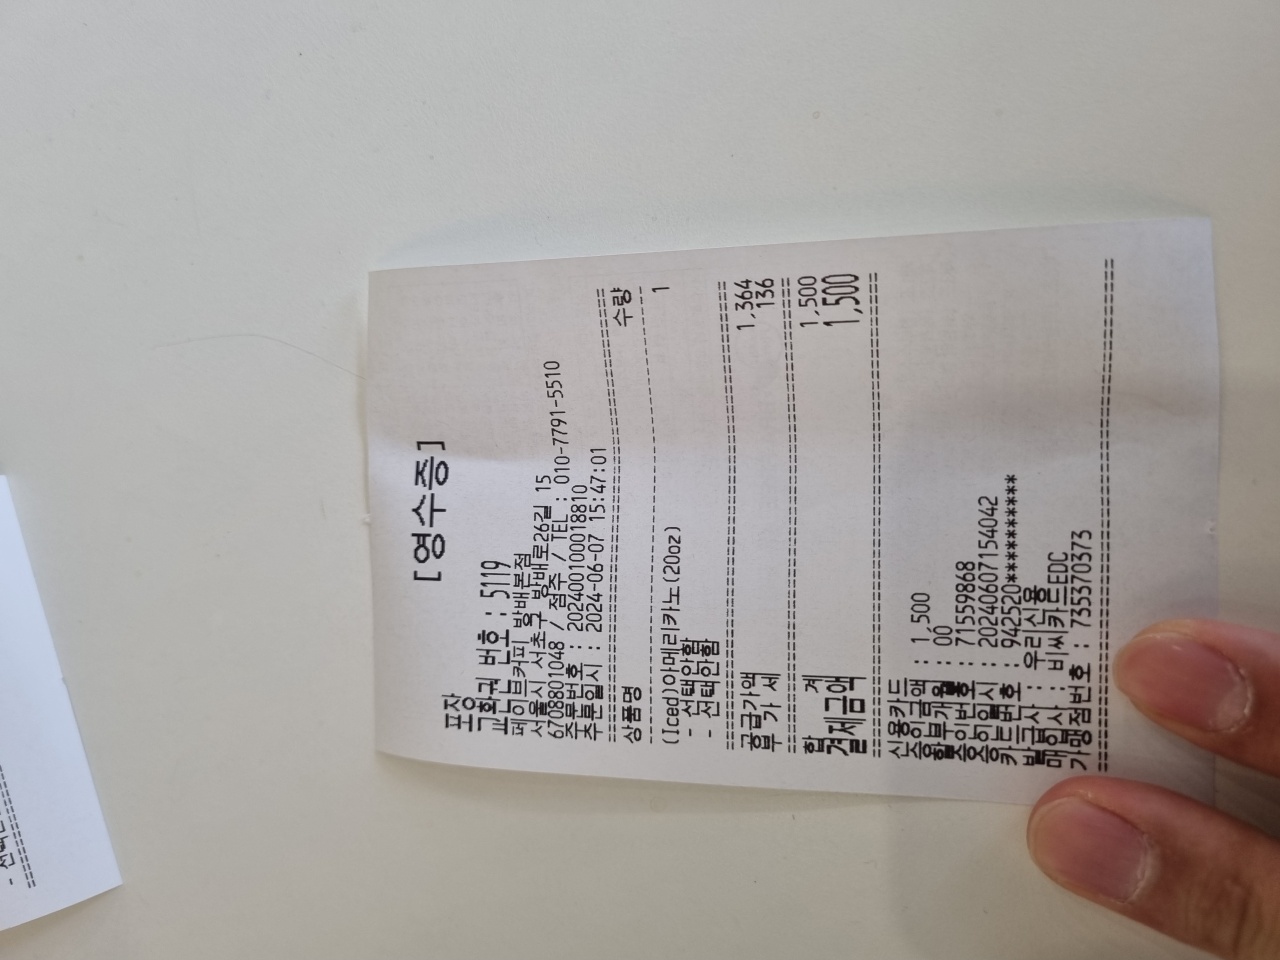 [영수증]
포장
교환권 번호 : 5119
페이브커피 방배본점
서울시 서초구 방배로26길 15
6708801048 / 점주 / TEL : 010-7791-5510
주문번호 : 20240010001881​0
주문일시 : 2024-06-07 15:47:01
상품명 수량
(Iced)아메리카노(20oz) 1
- 선택안함
- 선택안함
공급가액 1,364
부 가 세 136
합 계 1,500
결제금액 1,500
신용카드
승인금액 : 1,500
할부개월 : 00
승인번호 : 71559868
승인일시 : 20240607154042
카드번호 : 942520**********
발급사 : 우리신용
매입사 : 비씨카드EDC
가맹점번호 : 735370373